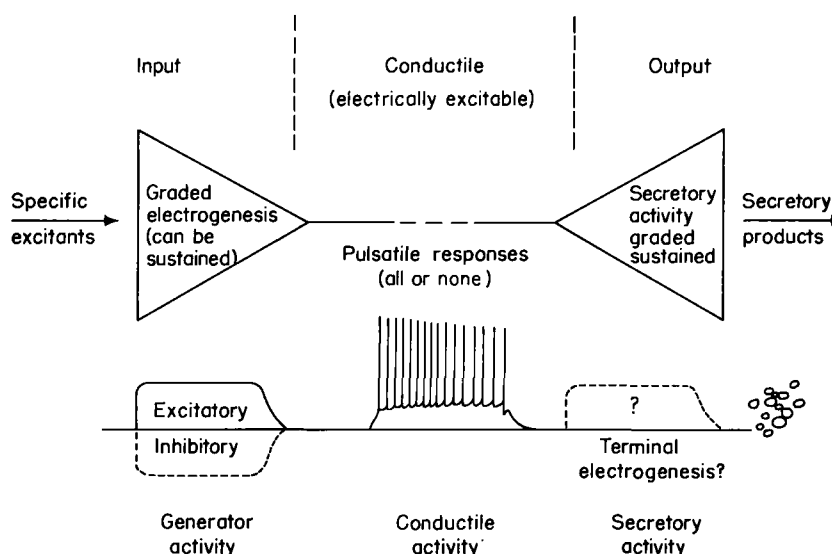 Input
Conductile
(electrically excitable)
Output
Specific
excitants
Graded
electrogenesis
(can be
sustained)
Pulsatile responses
(all or none)
Secretory
activity
graded
sustained
Secretory
products
Excitatory
Inhibitory
?
Terminal
electrogenesis?
Generator
activity
Conductile
activity
Secretory
activity